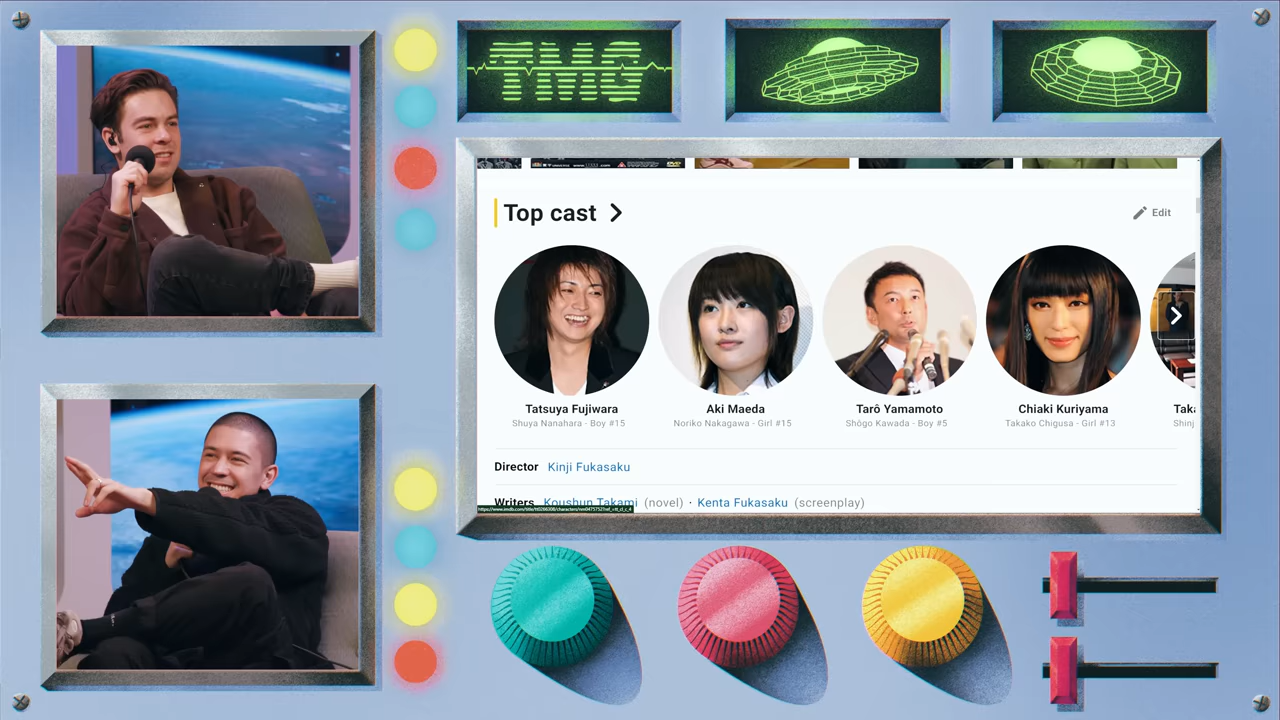 TMG
Top cast
Edit
Tatsuya Fujiwara
Shuya Nanahara - Boy #15
Aki Maeda
Noriko Nakagawa - Girl #15
Tarô Yamamoto
Shôgo Kawada - Boy #5
Chiaki Kuriyama
Takako Chigusa - Girl #13
Taka
Shinj
Director Kinji Fukasaku
Writers Koushun Takami (novel) · Kenta Fukasaku (screenplay)